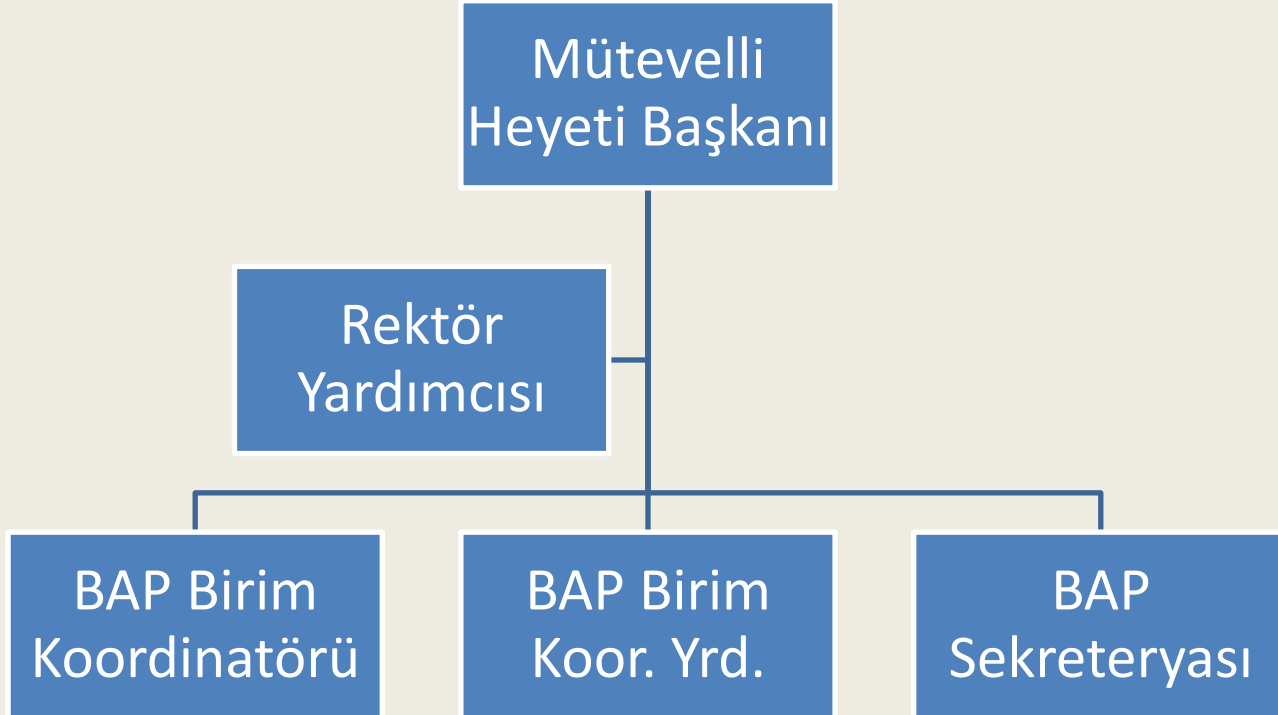 Mütevelli
Heyeti Başkanı
Rektör
Yardımcısı
BAP Birim
Koordinatörü
BAP Birim
Koor. Yrd.
BAP
Sekreteryası